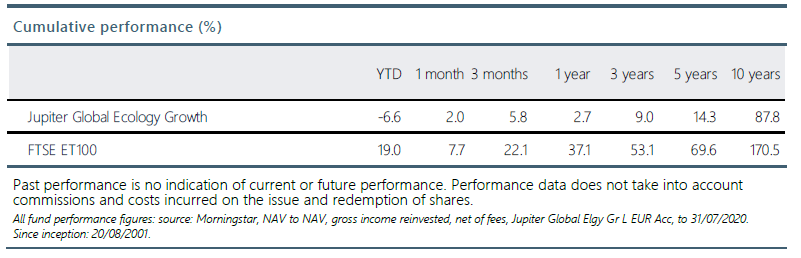 Cumulative performance (%)
YTD 1 month 3 months 1 year 3 years 5 years 10 years
Jupiter Global Ecology Growth -6.6 2.0 5.8 2.7 9.0 14.3 87.8
FTSE ET100 19.0 7.7 22.1 37.1 53.1 69.6 170.5
Past performance is no indication of current or future performance. Performance data does not take into account
commissions and costs incurred on the issue and redemption of shares.
All fund performance figures: source: Morningstar, NAV to NAV, gross income reinvested, net of fees, Jupiter Global Elgy Gr L EUR Acc, to 31/07/2020.
Since inception: 20/08/2001.